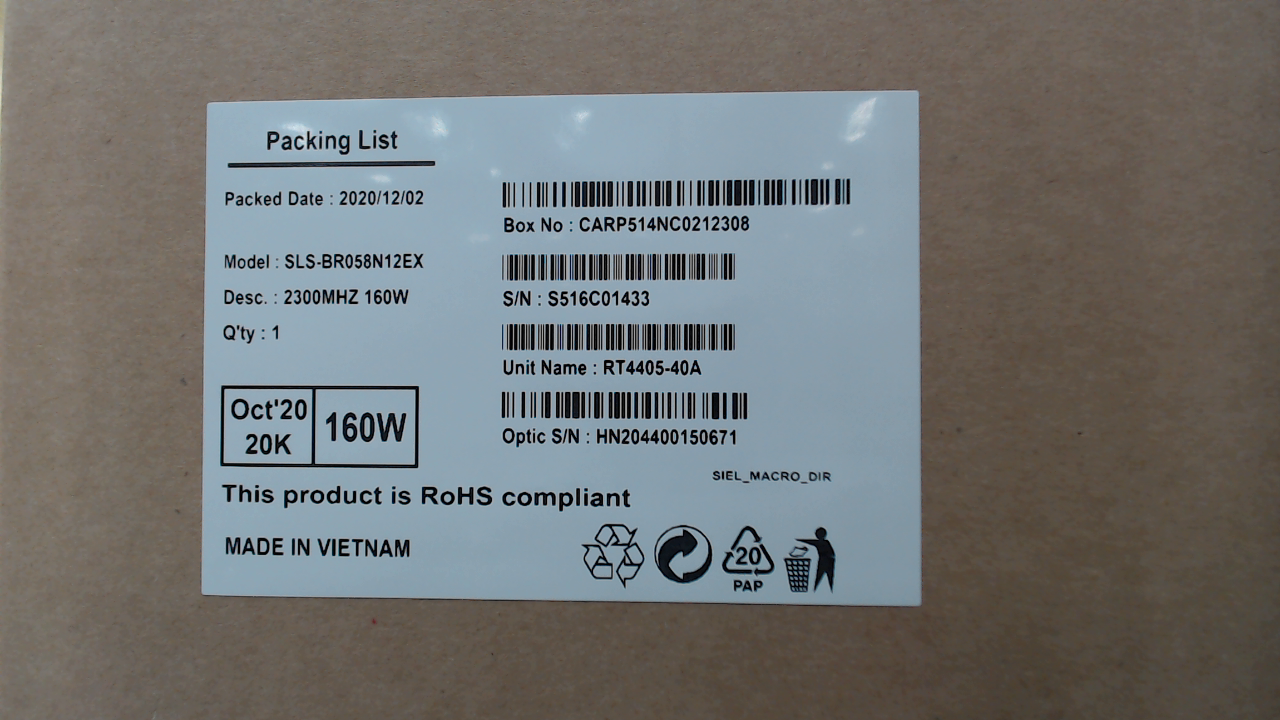 Packing List
Packed Date : 2020/12/02
Box No : CARP514NC0212308
Model : SLS-BR058N12EX
Desc. : 2300MHZ 160W
S/N : S516C01433
Q'ty : 1
Unit Name : RT4405-40A
Oct'20
20K
160W
Optic S/N : HN204400150671
SIEL_MACRO_DIR
This product is RoHS compliant
MADE IN VIETNAM
20
PAP